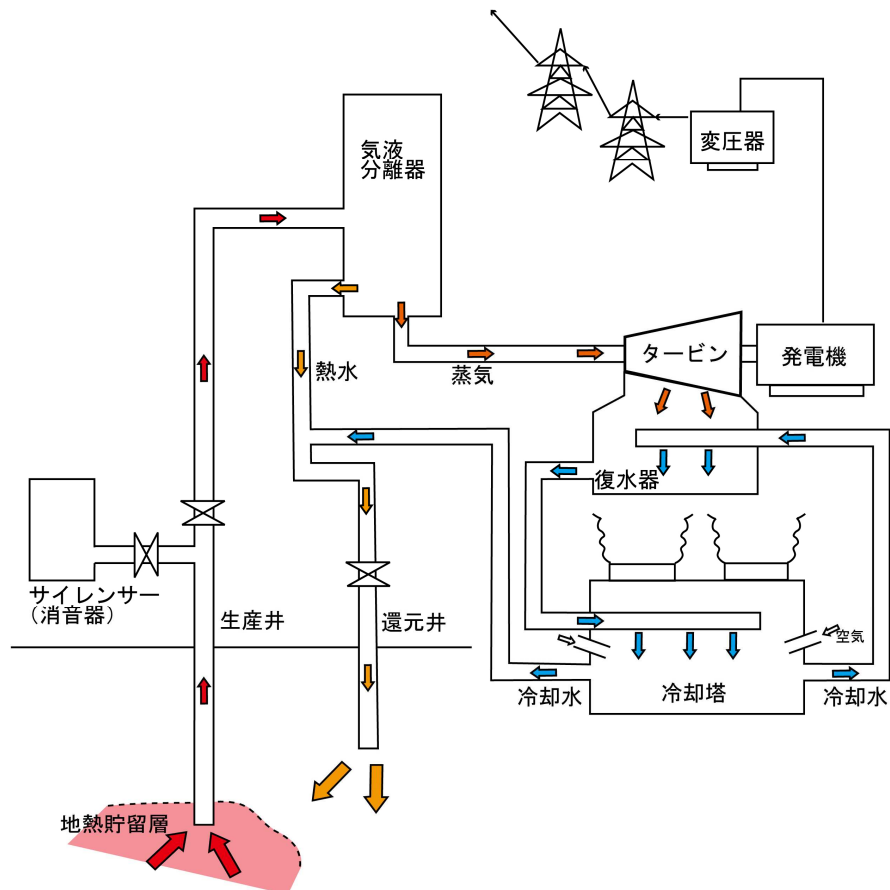 変圧器
気液
分離器
タービン
発電機
熱水
蒸気
復水器
サイレンサー
(消音器)
生産井
還元井
空気
冷却水
冷却塔
冷却水
地熱貯留層